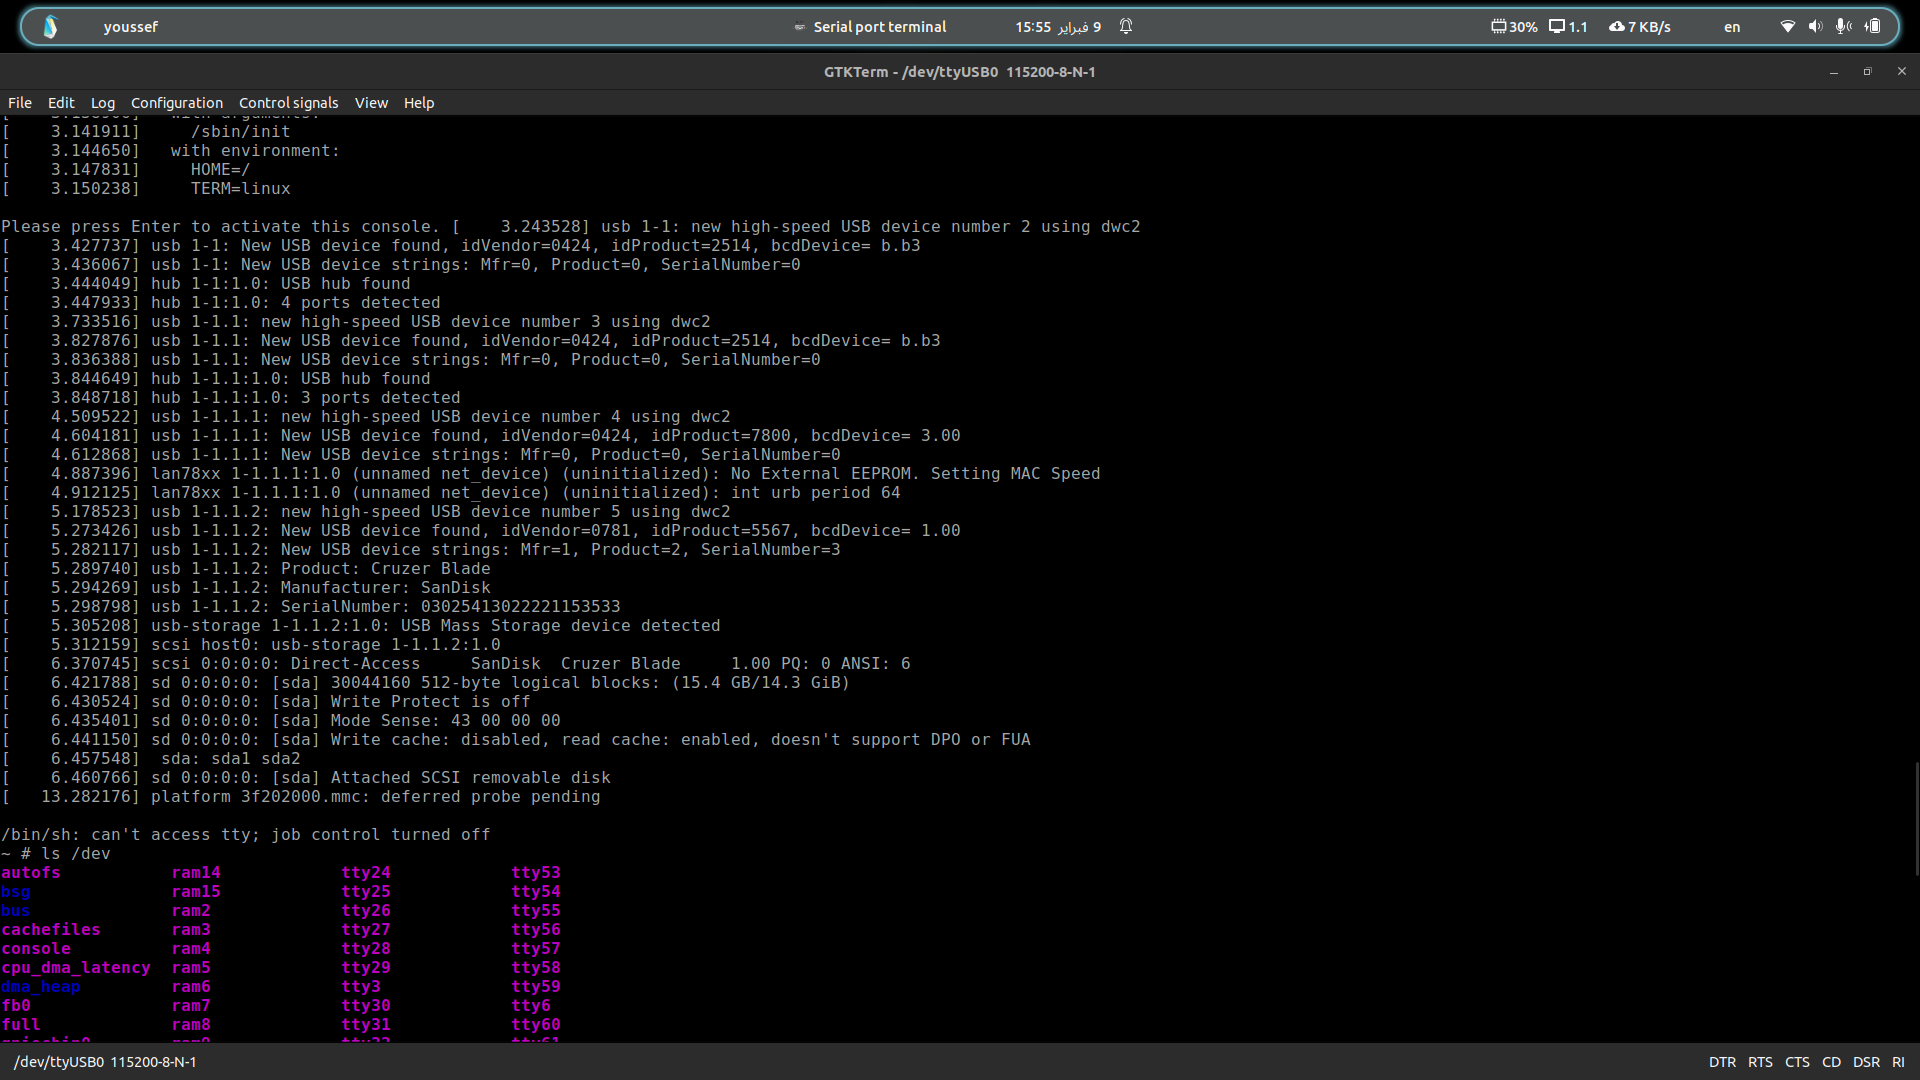 youssef
Serial port terminal
15:55 9 فبراير
30% 1.1 7 KB/s en
GTKTerm - /dev/ttyUSB0 115200-8-N-1
File Edit Log Configuration Control signals View Help
[    3.141911]     /sbin/init
[    3.144650]   with environment:
[    3.147831]     HOME=/
[    3.150238]     TERM=linux
Please press Enter to activate this console. [    3.243528] usb 1-1: new high-speed USB device number 2 using dwc2
[    3.427737] usb 1-1: New USB device found, idVendor=0424, idProduct=2514, bcdDevice= b.b3
[    3.436067] usb 1-1: New USB device strings: Mfr=0, Product=0, SerialNumber=0
[    3.444049] hub 1-1:1.0: USB hub found
[    3.447933] hub 1-1:1.0: 4 ports detected
[    3.733516] usb 1-1.1: new high-speed USB device number 3 using dwc2
[    3.827876] usb 1-1.1: New USB device found, idVendor=0424, idProduct=2514, bcdDevice= b.b3
[    3.836388] usb 1-1.1: New USB device strings: Mfr=0, Product=0, SerialNumber=0
[    3.844649] hub 1-1.1:1.0: USB hub found
[    3.848718] hub 1-1.1:1.0: 3 ports detected
[    4.509522] usb 1-1.1.1: new high-speed USB device number 4 using dwc2
[    4.604181] usb 1-1.1.1: New USB device found, idVendor=0424, idProduct=7800, bcdDevice= 3.00
[    4.612868] usb 1-1.1.1: New USB device strings: Mfr=0, Product=0, SerialNumber=0
[    4.887396] lan78xx 1-1.1.1:1.0 (unnamed net_device) (uninitialized): No External EEPROM. Setting MAC Speed
[    4.912125] lan78xx 1-1.1.1:1.0 (unnamed net_device) (uninitialized): int urb period 64
[    5.178523] usb 1-1.1.2: new high-speed USB device number 5 using dwc2
[    5.273426] usb 1-1.1.2: New USB device found, idVendor=0781, idProduct=5567, bcdDevice= 1.00
[    5.282117] usb 1-1.1.2: New USB device strings: Mfr=1, Product=2, SerialNumber=3
[    5.289740] usb 1-1.1.2: Product: Cruzer Blade
[    5.294269] usb 1-1.1.2: Manufacturer: SanDisk
[    5.298798] usb 1-1.1.2: SerialNumber: 03025413022221153533
[    5.305208] usb-storage 1-1.1.2:1.0: USB Mass Storage device detected
[    5.312159] scsi host0: usb-storage 1-1.1.2:1.0
[    6.370745] scsi 0:0:0:0: Direct-Access     SanDisk  Cruzer Blade     1.00 PQ: 0 ANSI: 6
[    6.421788] sd 0:0:0:0: [sda] 30044160 512-byte logical blocks: (15.4 GB/14.3 GiB)
[    6.430524] sd 0:0:0:0: [sda] Write Protect is off
[    6.435401] sd 0:0:0:0: [sda] Mode Sense: 43 00 00 00
[    6.441150] sd 0:0:0:0: [sda] Write cache: disabled, read cache: enabled, doesn't support DPO or FUA
[    6.457548]  sda: sda1 sda2
[    6.460766] sd 0:0:0:0: [sda] Attached SCSI removable disk
[   13.282176] platform 3f202000.mmc: deferred probe pending
/bin/sh: can't access tty; job control turned off
~ # ls /dev
autofs           ram14            tty24            tty53
bsg              ram15            tty25            tty54
bus              ram2             tty26            tty55
cachefiles       ram3             tty27            tty56
console          ram4             tty28            tty57
cpu_dma_latency  ram5             tty29            tty58
dma_heap         ram6             tty3             tty59
fb0              ram7             tty30            tty6
full             ram8             tty31            tty60
/dev/ttyUSB0 115200-8-N-1
DTR RTS CTS CD DSR RI